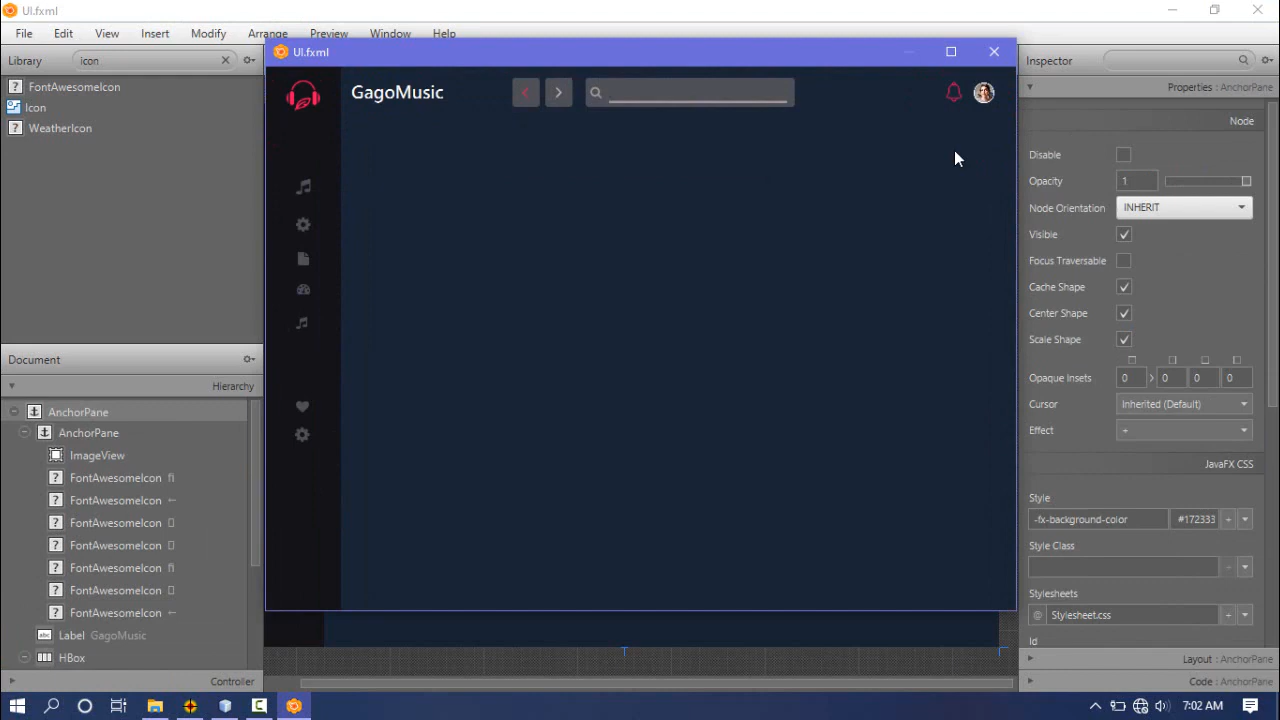 UI.fxml
File Edit View Insert Modify Arrange Preview Window Help
Library icon
FontAwesomeIcon
Icon
WeatherIcon
Document
Hierarchy
AnchorPane
AnchorPane
ImageView
FontAwesomeIcon
FontAwesomeIcon
FontAwesomeIcon
FontAwesomeIcon
FontAwesomeIcon
FontAwesomeIcon
FontAwesomeIcon
Label GagoMusic
HBox
Controller
UI.fxml
GagoMusic
Inspector
Properties : AnchorPane
Node
Disable
Opacity 1
Node Orientation INHERIT
Visible
Focus Traversable
Cache Shape
Center Shape
Scale Shape
Opaque Insets 0 0 0 0
Cursor Inherited (Default)
Effect +
JavaFX CSS
Style
-fx-background-color #172333
Style Class
Stylesheets
@ Stylesheet.css
Id
Layout : AnchorPane
Code : AnchorPane
7:02 AM